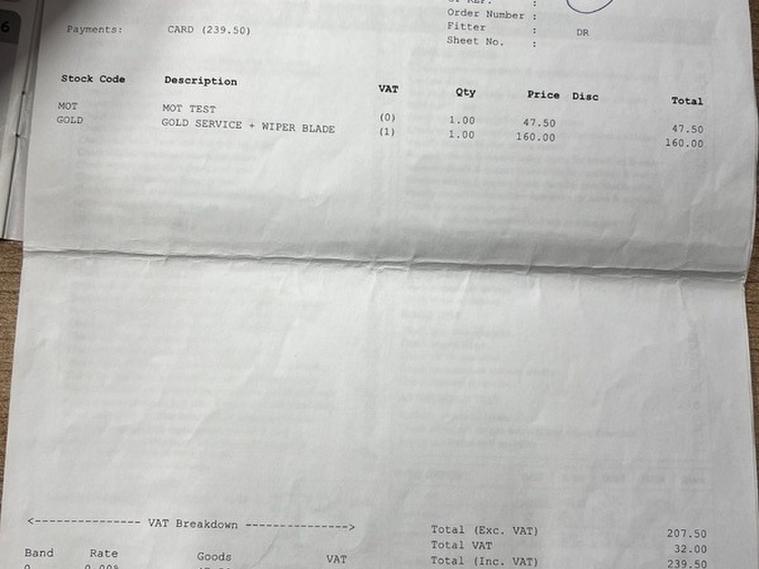 Order Number :
Payments: CARD (239.50) Fitter : DR
Sheet No. :
Stock Code Description VAT Qty Price Disc Total
MOT MOT TEST (0) 1.00 47.50 47.50
GOLD GOLD SERVICE + WIPER BLADE (1) 1.00 160.00 160.00
<--------------- VAT Breakdown --------------->
Total (Exc. VAT) 207.50
Total VAT 32.00
Band Rate Goods VAT Total (Inc. VAT) 239.50